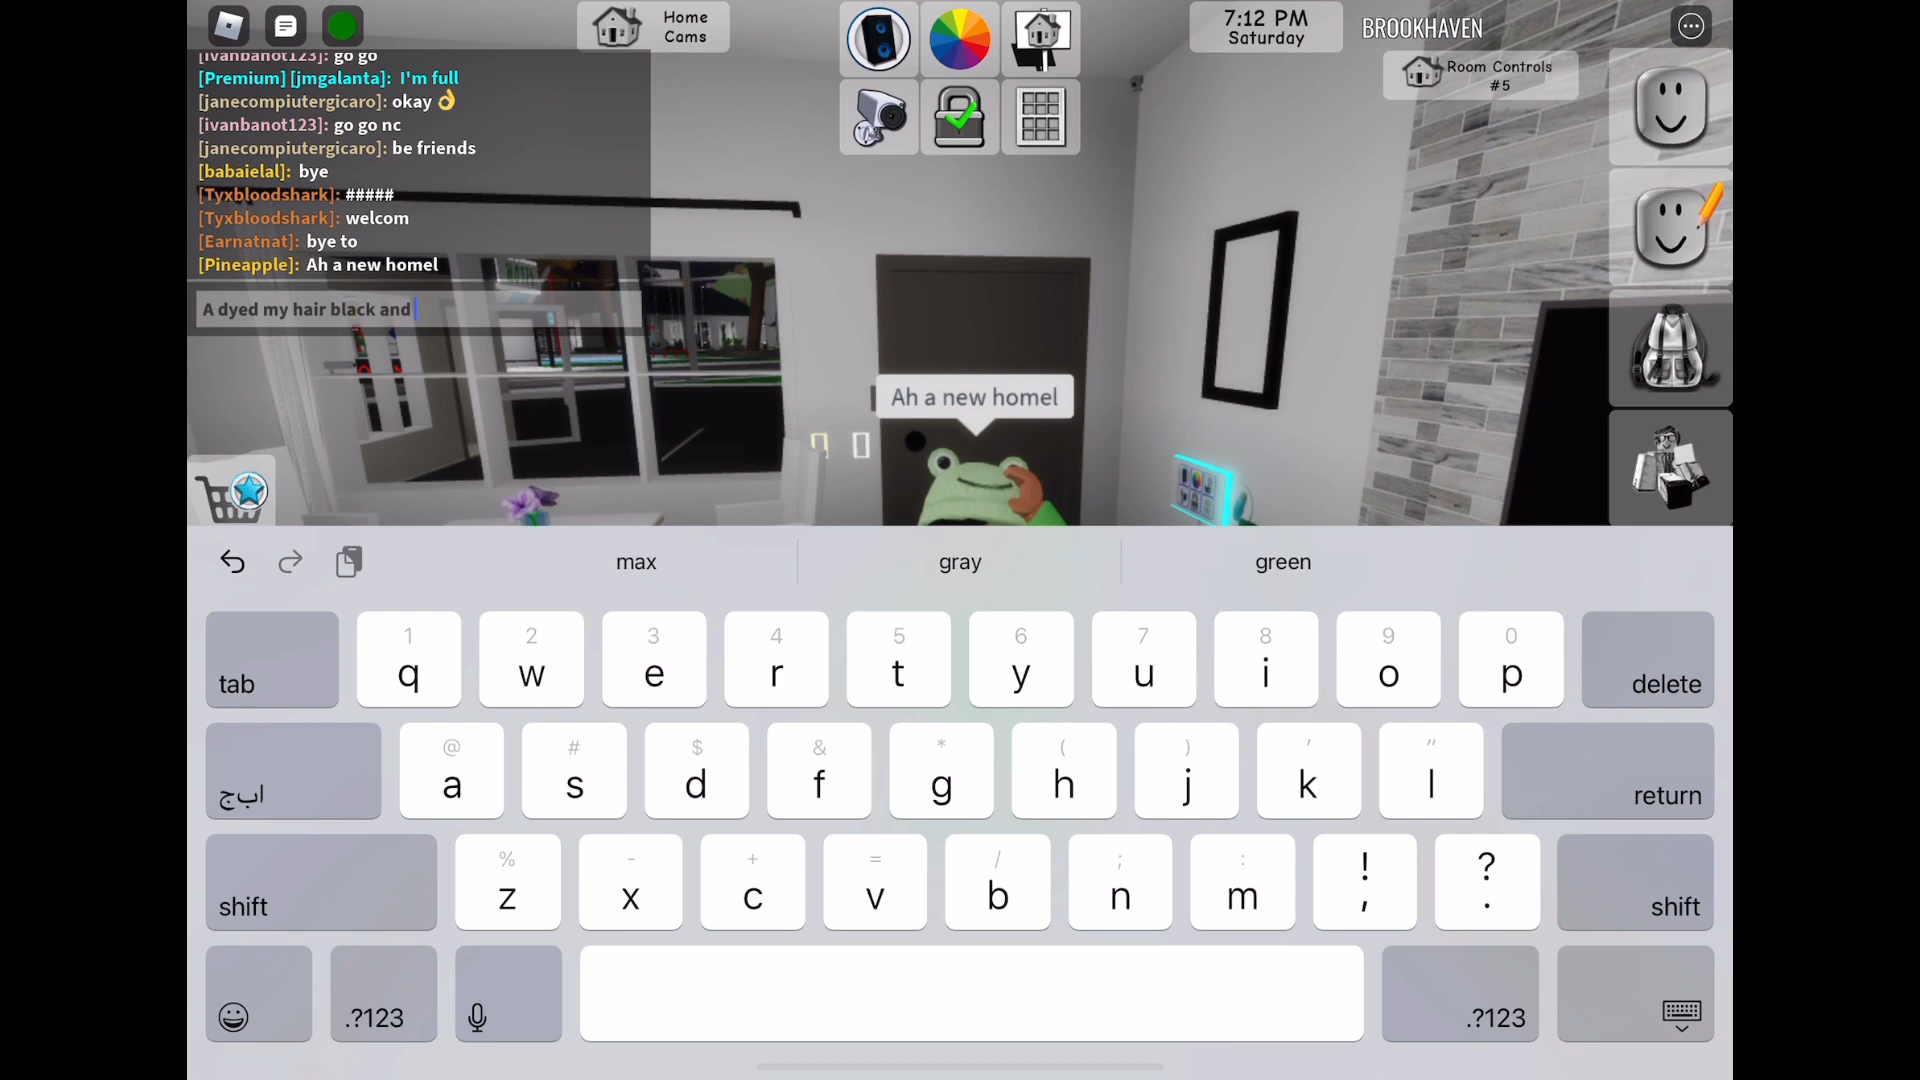 Home
Cams
7:12 PM
Saturday
BROOKHAVEN
Room Controls
#5
[ivanbanot123]: go go
[Premium] [jmgalanta]: I'm full
[janecompiutergicaro]: okay 👌
[ivanbanot123]: go go nc
[janecompiutergicaro]: be friends
[babaielal]: bye
[Tyxbloodshark]: #####
[Tyxbloodshark]: welcom
[Earnatnat]: bye to
[Pineapple]: Ah a new homel
A dyed my hair black and
Ah a new homel
max gray green
1 2 3 4 5 6 7 8 9 0
tab q w e r t y u i o p delete
@ # $ & * ( ) ' "
ابج a s d f g h j k l return
% - + = / ; : ! ?
shift z x c v b n m , . shift
.?123 .?123